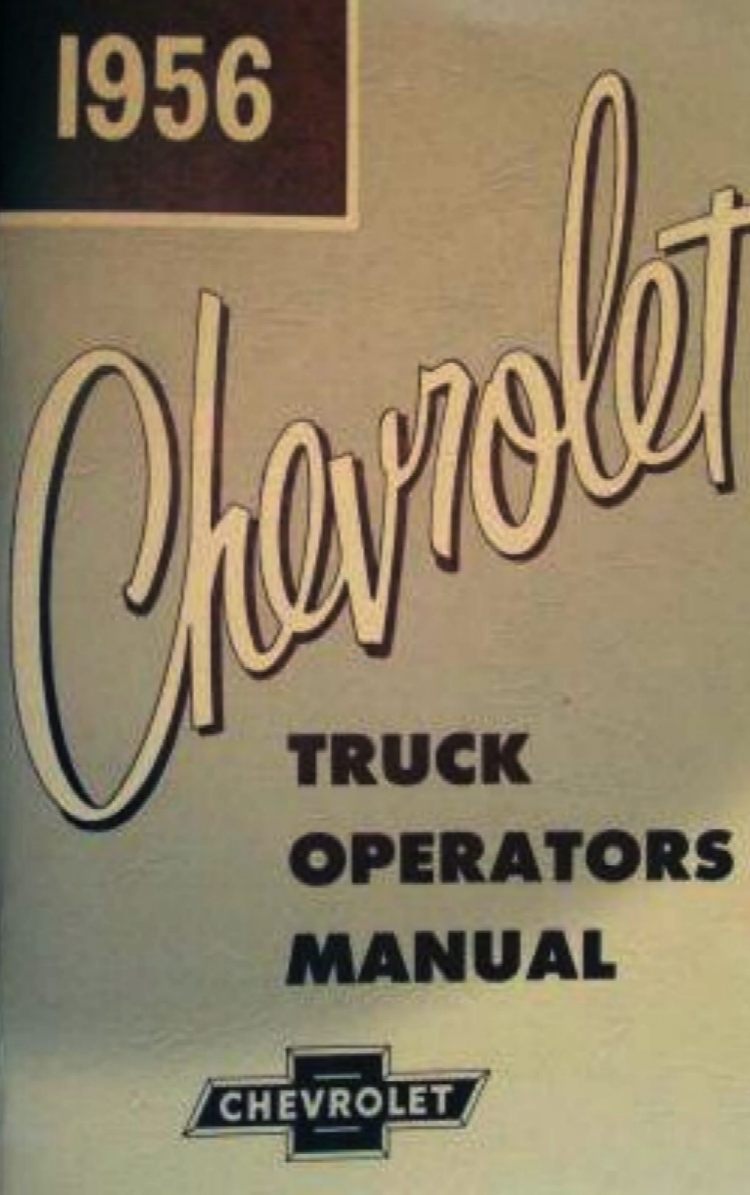 1956
Chevrolet
TRUCK
OPERATORS
MANUAL
CHEVROLET